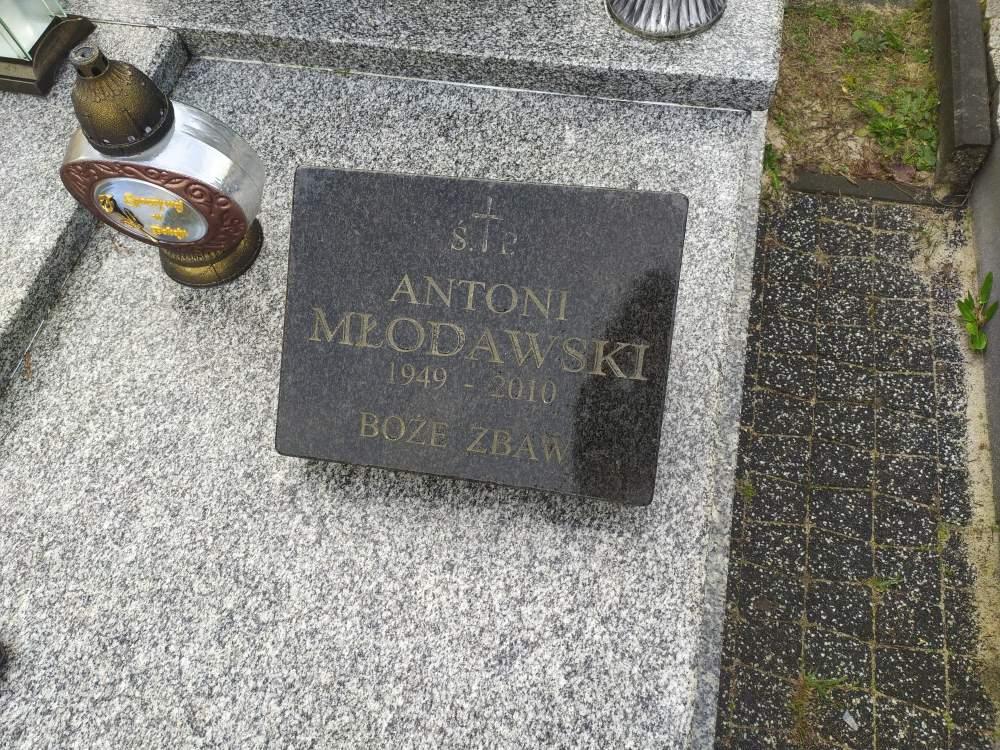 Ś. P.
ANTONI
MŁODAWSKI
1949 - 2010
BOŻE ZBAW